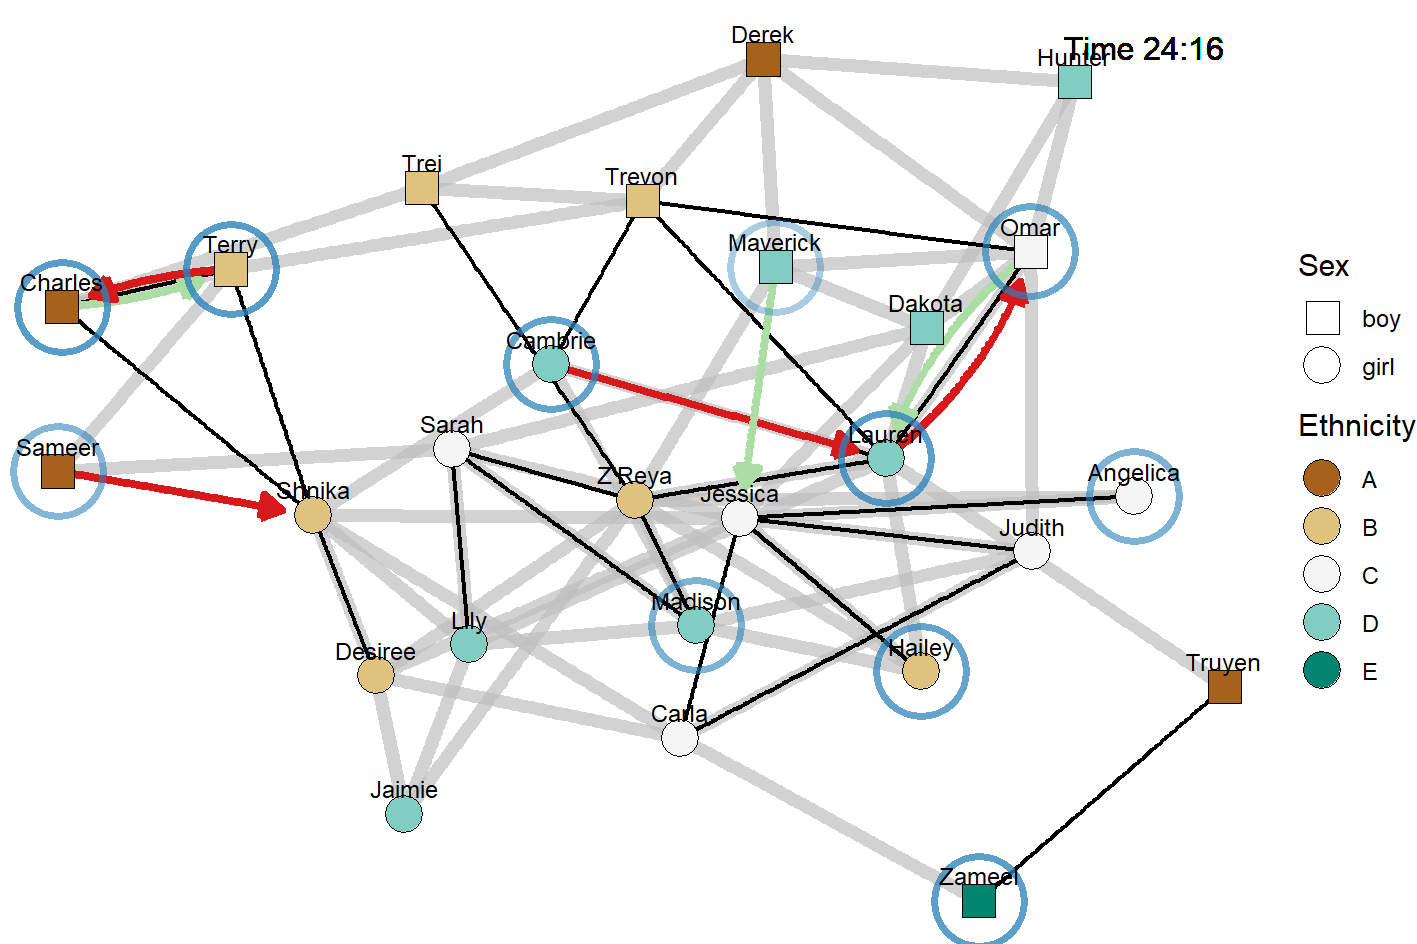 Derek
Time 24:16
Hunter
Trei
Trevon
Omar
Terry
Maverick
Charles
Dakota
Cambrie
Sarah
Lauren
Sameer
Z'Reya
Angelica
Shnika
Jessica
Judith
Madison
Lily
Desiree
Hailey
Truyen
Carla
Jaimie
Zameel
Sex
boy
girl
Ethnicity
A
B
C
D
E